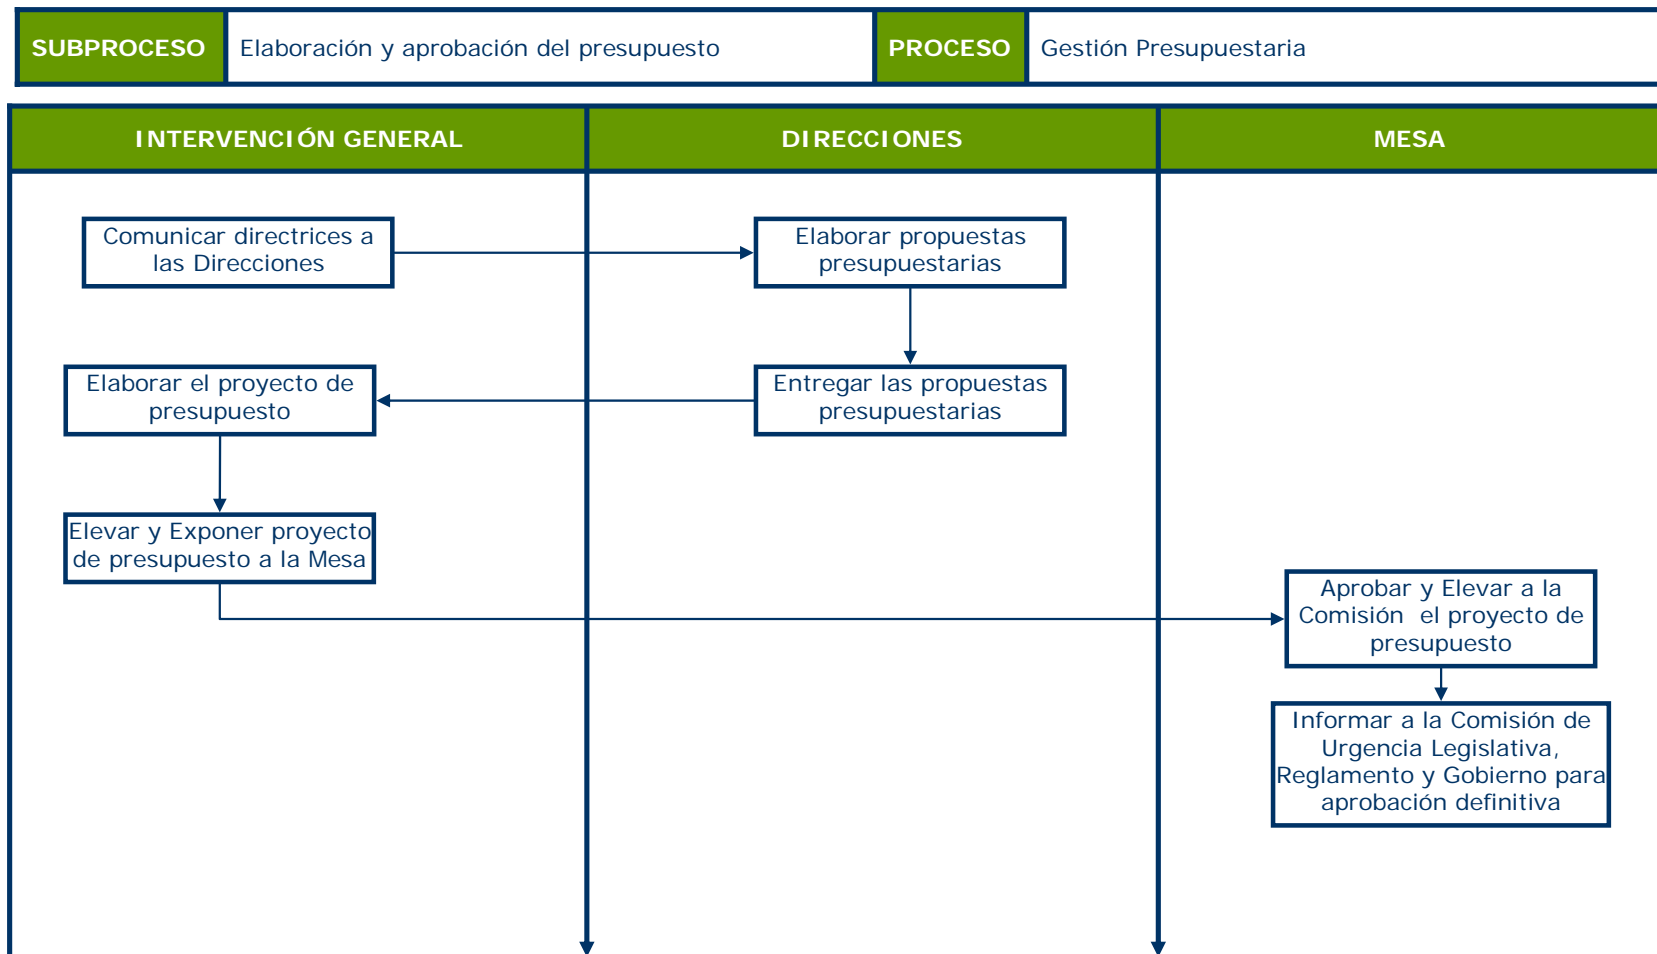 SUBPROCESO Elaboración y aprobación del presupuesto PROCESO Gestión Presupuestaria
INTERVENCIÓN GENERAL DIRECCIONES MESA
Comunicar directrices a
las Direcciones
Elaborar propuestas
presupuestarias
Elaborar el proyecto de
presupuesto
Entregar las propuestas
presupuestarias
Elevar y Exponer proyecto
de presupuesto a la Mesa
Aprobar y Elevar a la
Comisión el proyecto de
presupuesto
Informar a la Comisión de
Urgencia Legislativa,
Reglamento y Gobierno para
aprobación definitiva